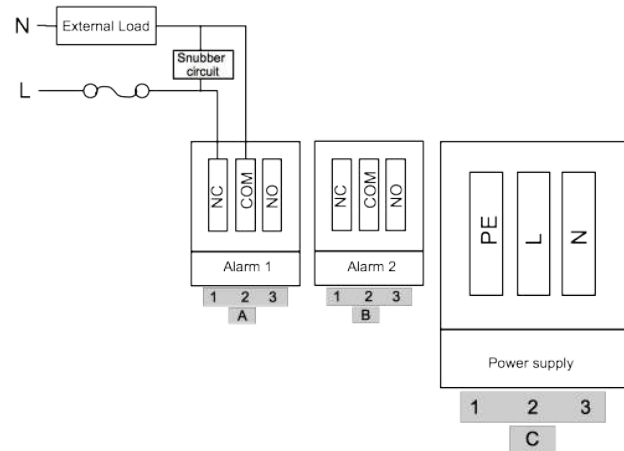 N External Load
Snubber
circuit
L
NC COM NO
NC COM NO
PE L N
Alarm 1
Alarm 2
Power supply
1 2 3
A
1 2 3
B
1 2 3
C